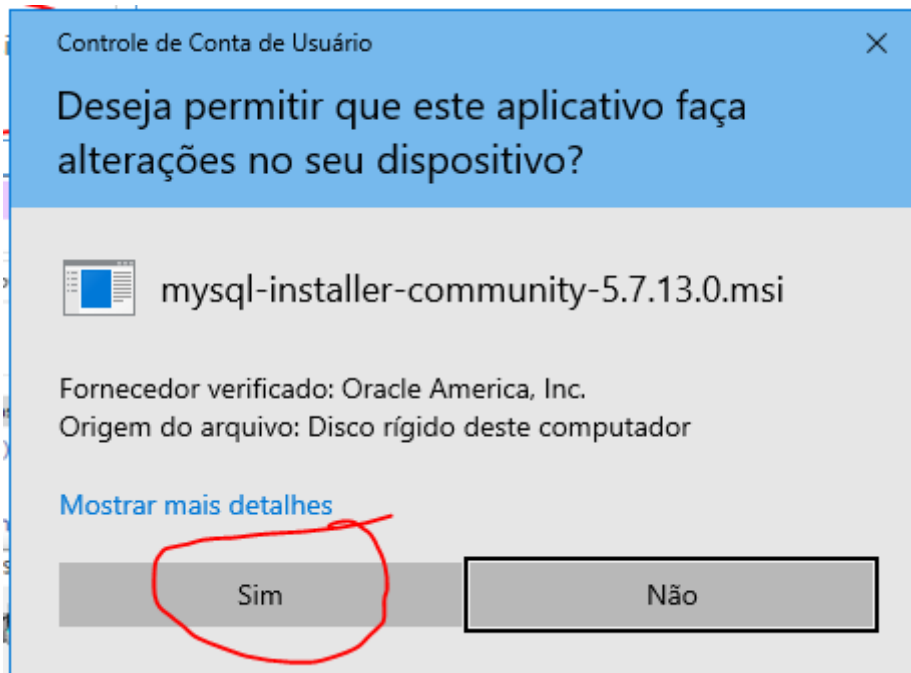 Controle de Conta de Usuário
Deseja permitir que este aplicativo faça
alterações no seu dispositivo?
mysql-installer-community-5.7.13.0.msi
Fornecedor verificado: Oracle America, Inc.
Origem do arquivo: Disco rígido deste computador
Mostrar mais detalhes
Sim
Não